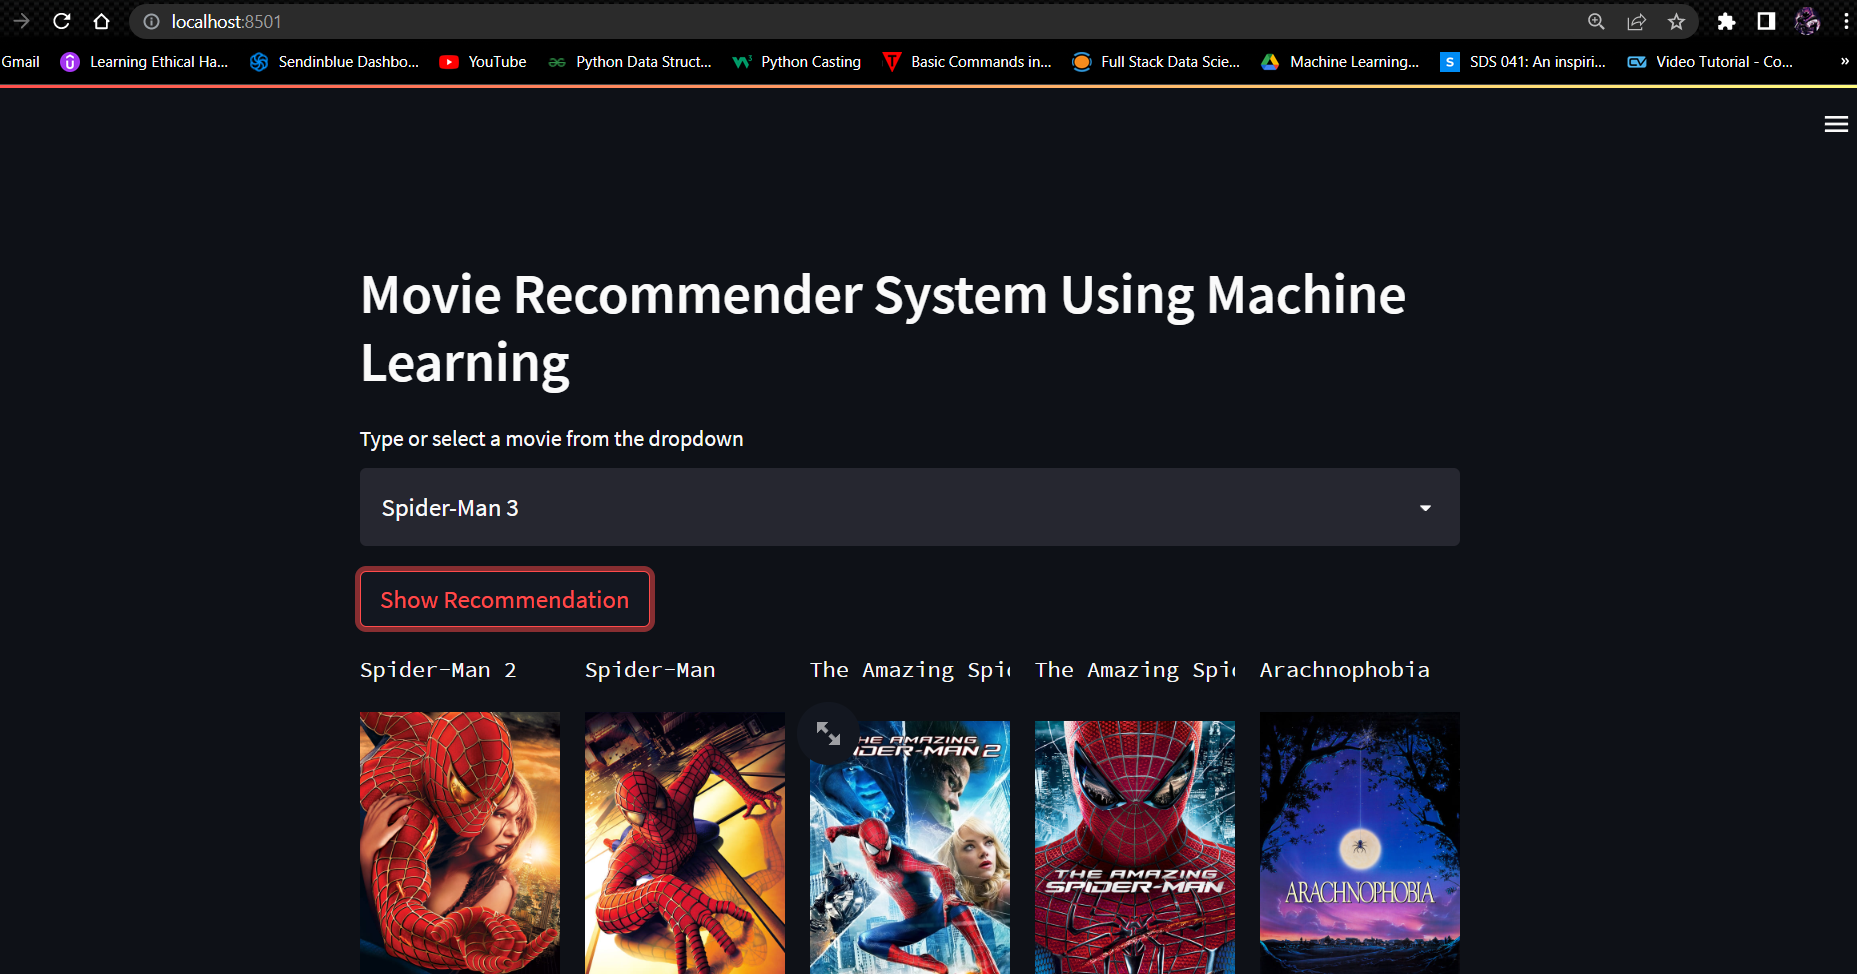 localhost:8501
Gmail Learning Ethical Ha... Sendinblue Dashbo... YouTube Python Data Struct... Python Casting Basic Commands in... Full Stack Data Scie... Machine Learning... S SDS 041: An inspiri... Video Tutorial - Co... »
Movie Recommender System Using Machine
Learning
Type or select a movie from the dropdown
Spider-Man 3
Show Recommendation
Spider-Man 2 Spider-Man The Amazing Spi The Amazing Spi Arachnophobia
HE AMAZING
IDER-MAN 2
THE AMAZING
SPIDER-MAN
ARACHNOPHOBIA